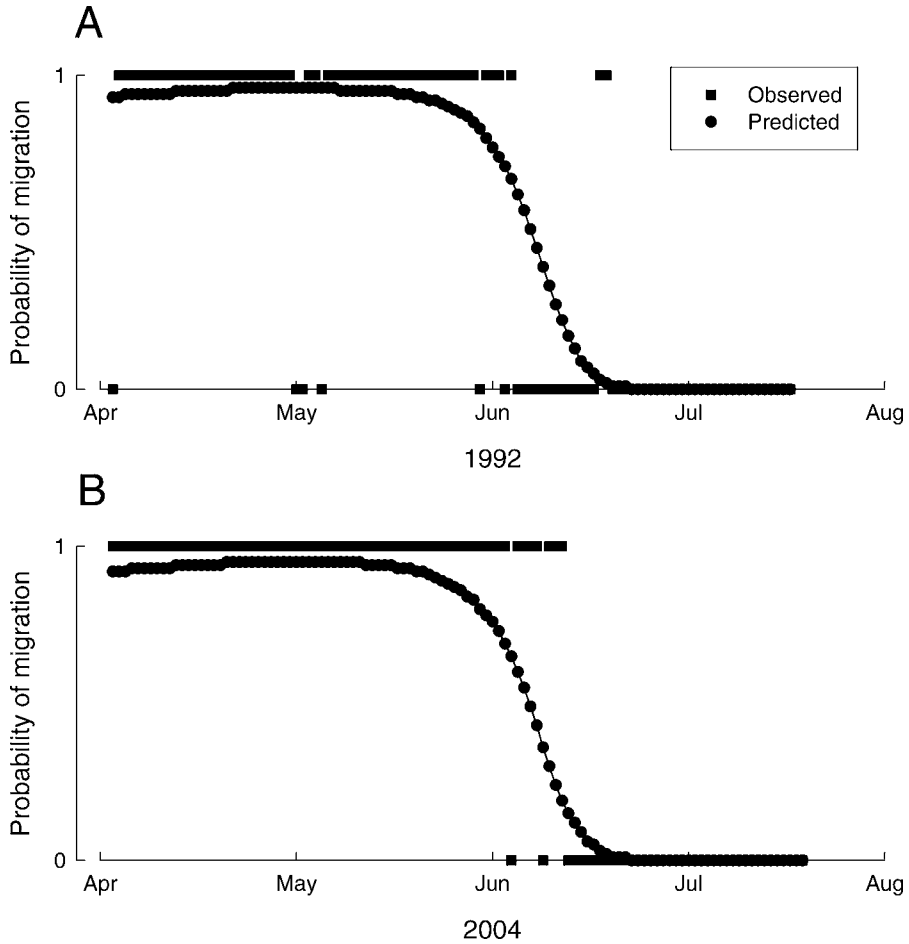 A
1
0
Probability of migration
Observed
Predicted
Apr May Jun Jul Aug
1992
B
1
0
Probability of migration
Apr May Jun Jul Aug
2004